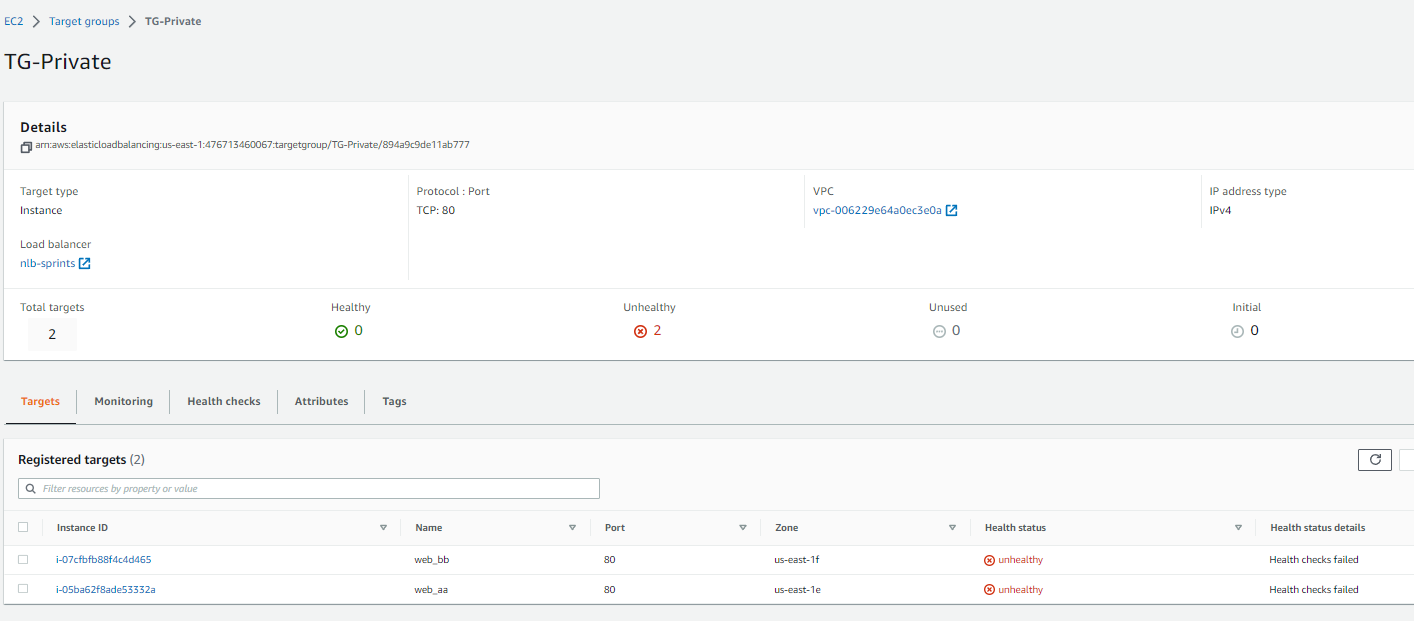 EC2 > Target groups > TG-Private
TG-Private
Details
arn:aws:elasticloadbalancing:us-east-1:476713460067:targetgroup/TG-Private/894a9c9de11ab777
Target type Protocol : Port VPC IP address type
Instance TCP: 80 vpc-006229e64a0ec3e0a IPv4
Load balancer
nlb-sprints
Total targets Healthy Unhealthy Unused Initial
2 0 2 0 0
Targets Monitoring Health checks Attributes Tags
Registered targets (2)
Filter resources by property or value
Instance ID Name Port Zone Health status Health status details
i-07cfbfb88f4c4d465 web_bb 80 us-east-1f unhealthy Health checks failed
i-05ba62f8ade53332a web_aa 80 us-east-1e unhealthy Health checks failed